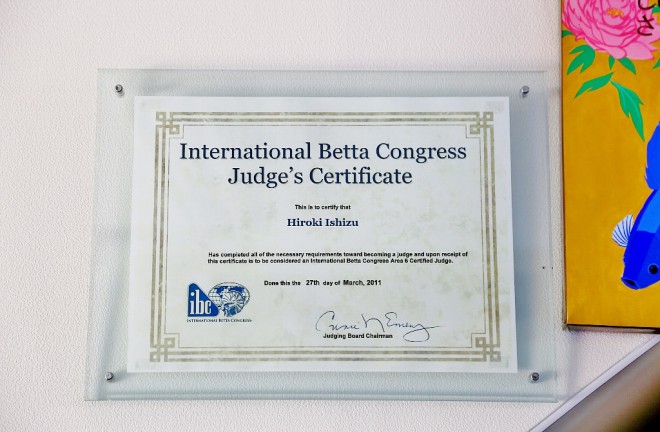 International Betta Congress
Judge's Certificate
This is to certify that
Hiroki Ishizu
Has completed all of the necessary requirements toward becoming a judge and upon receipt of
this certificate is to be considered an International Betta Congress Area 6 Certified Judge.
Done this the 27th day of March, 2011
ibc
INTERNATIONAL BETTA CONGRESS
Judging Board Chairman